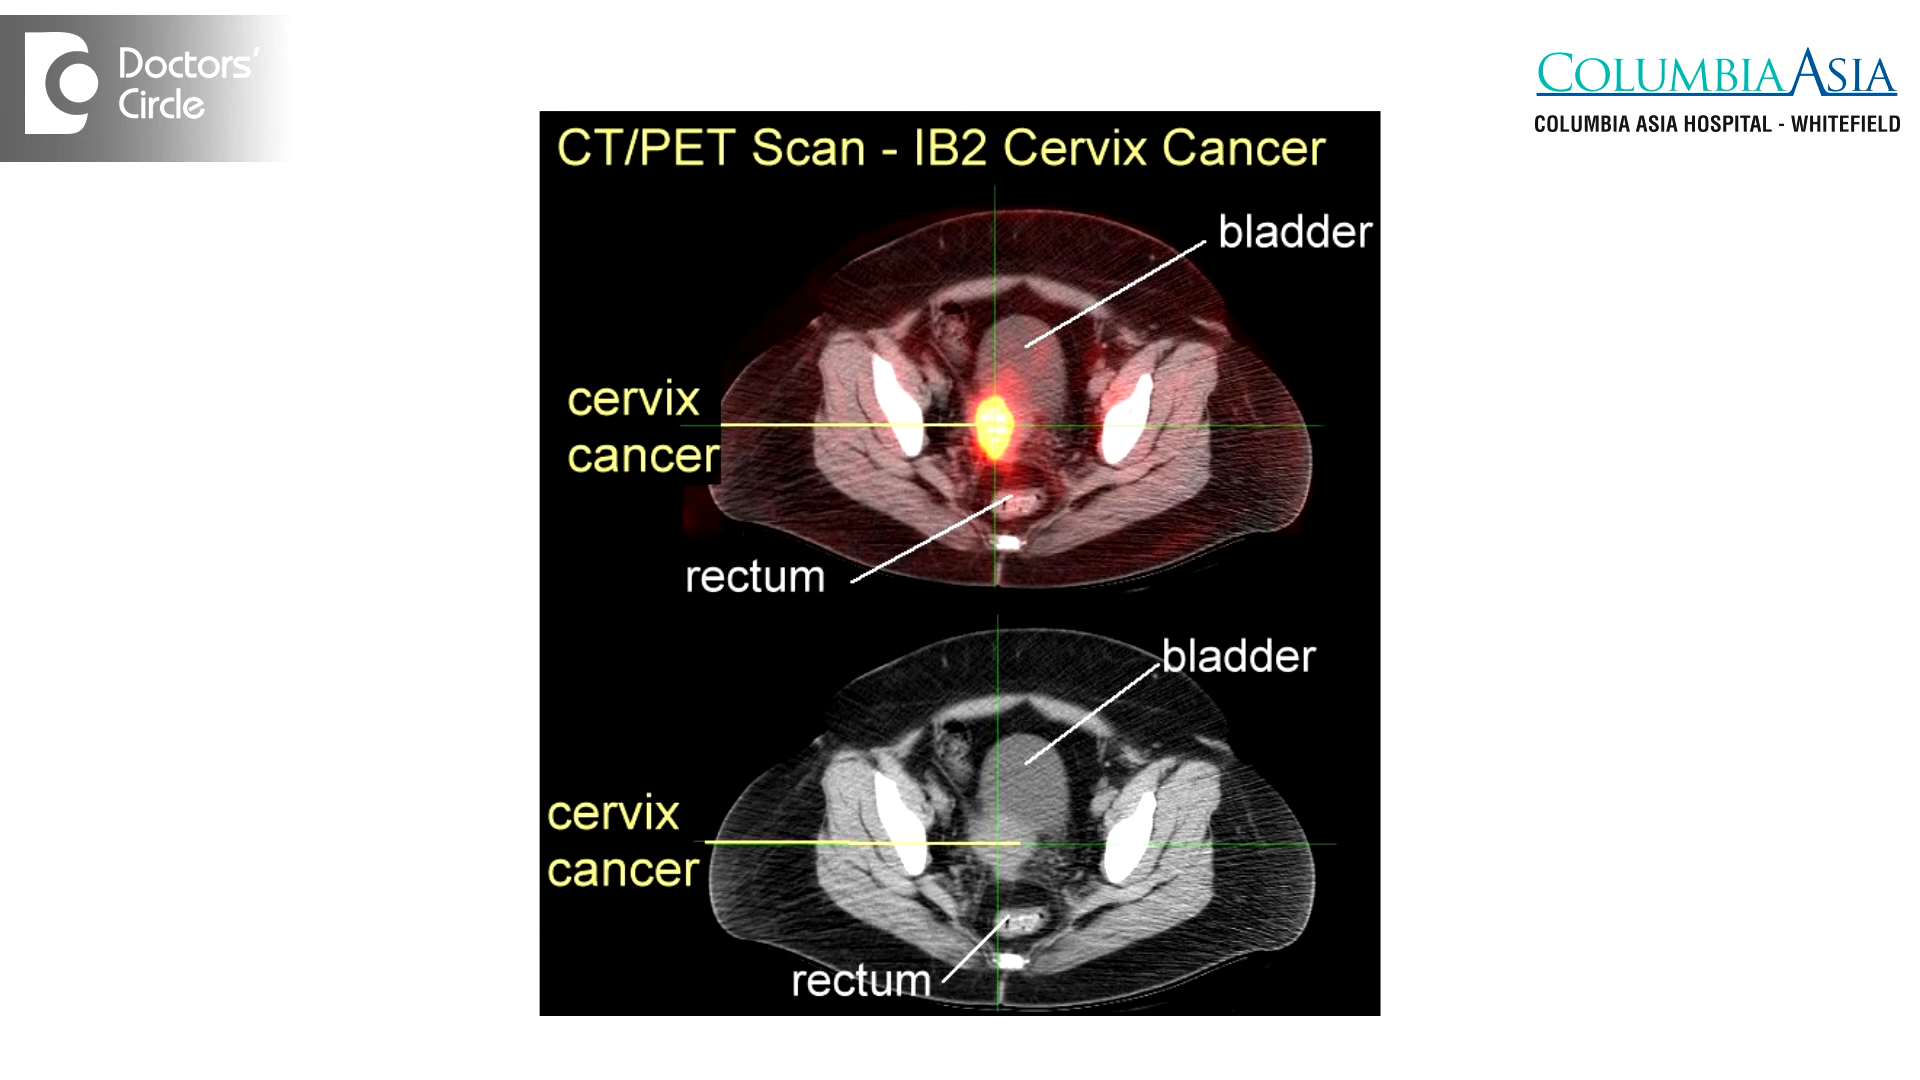 Doctors'
Circle
COLUMBIA ASIA
COLUMBIA ASIA HOSPITAL - WHITEFIELD
CT/PET Scan - IB2 Cervix Cancer
bladder
cervix
cancer
rectum
bladder
cervix
cancer
rectum